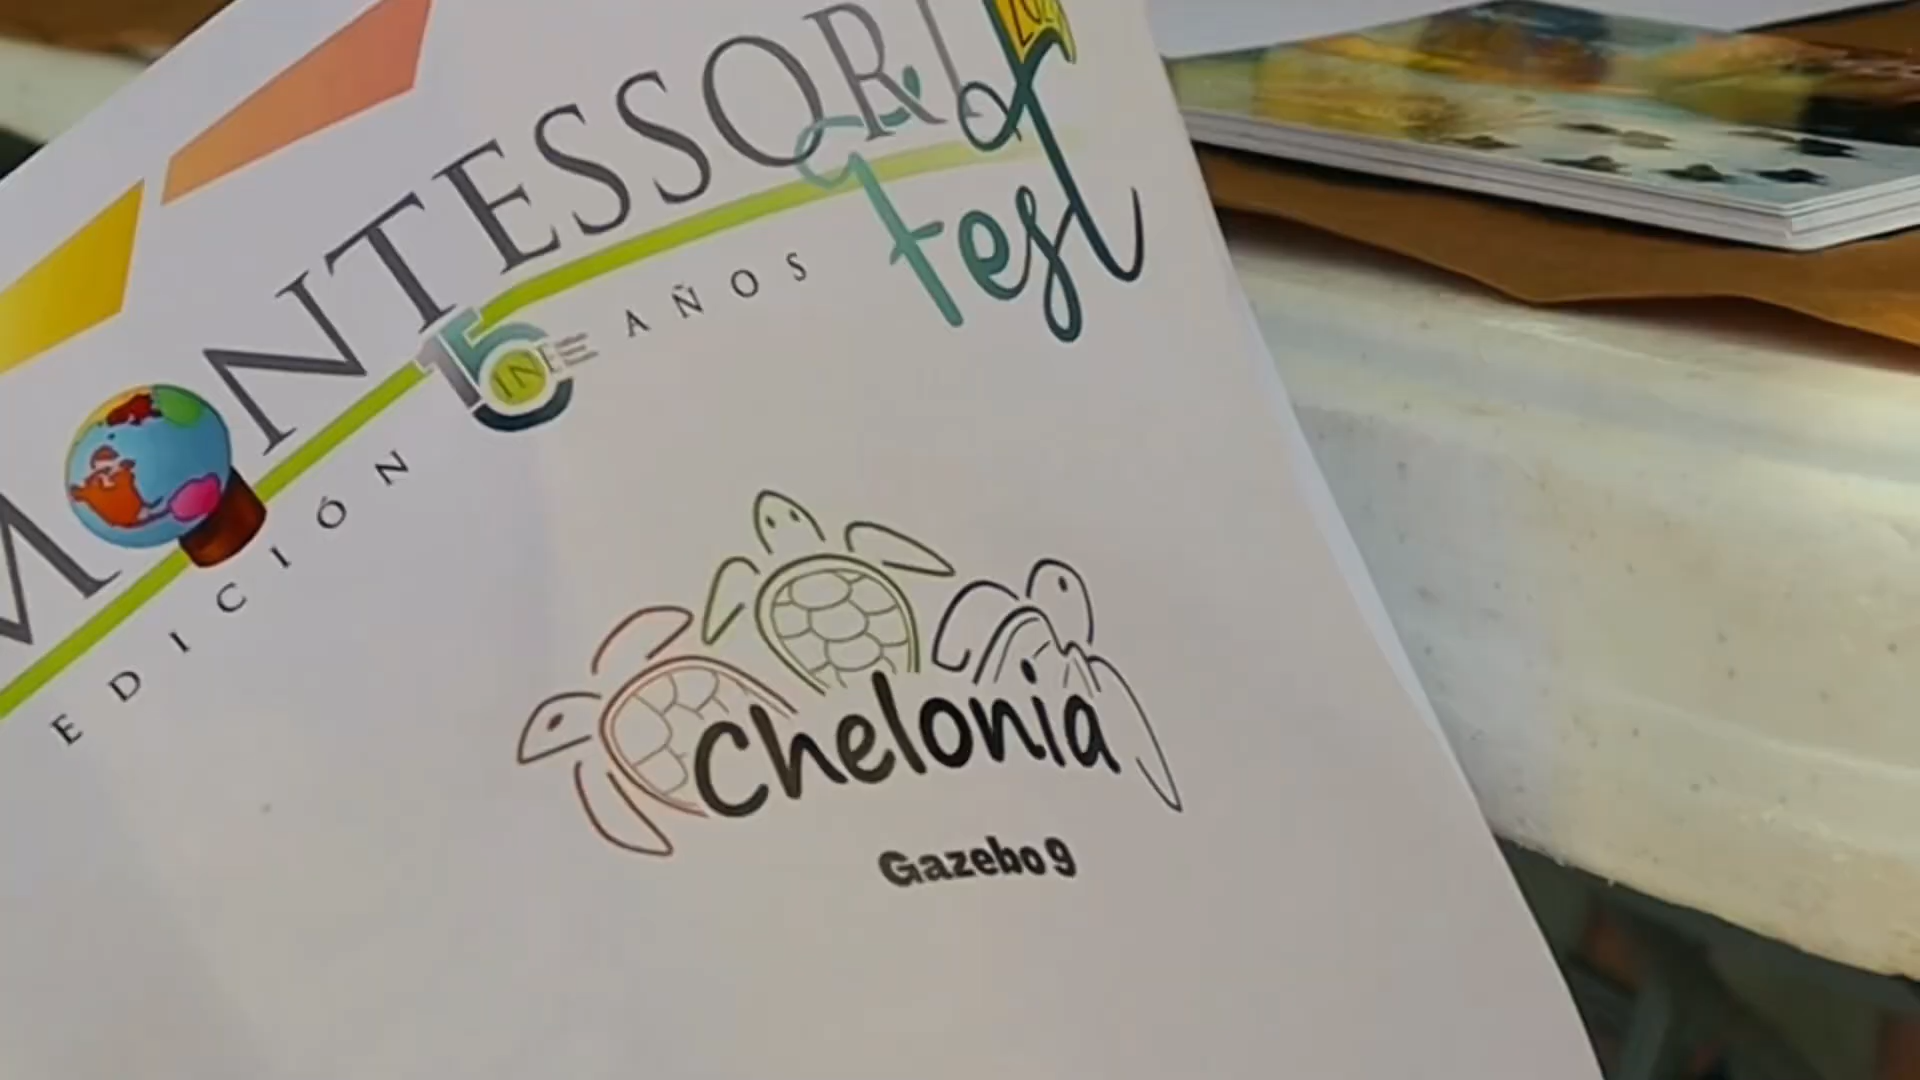 MONTESSORI
fest
EDICIÓN 15 AÑOS
INE
Chelonia
Gazebo 9